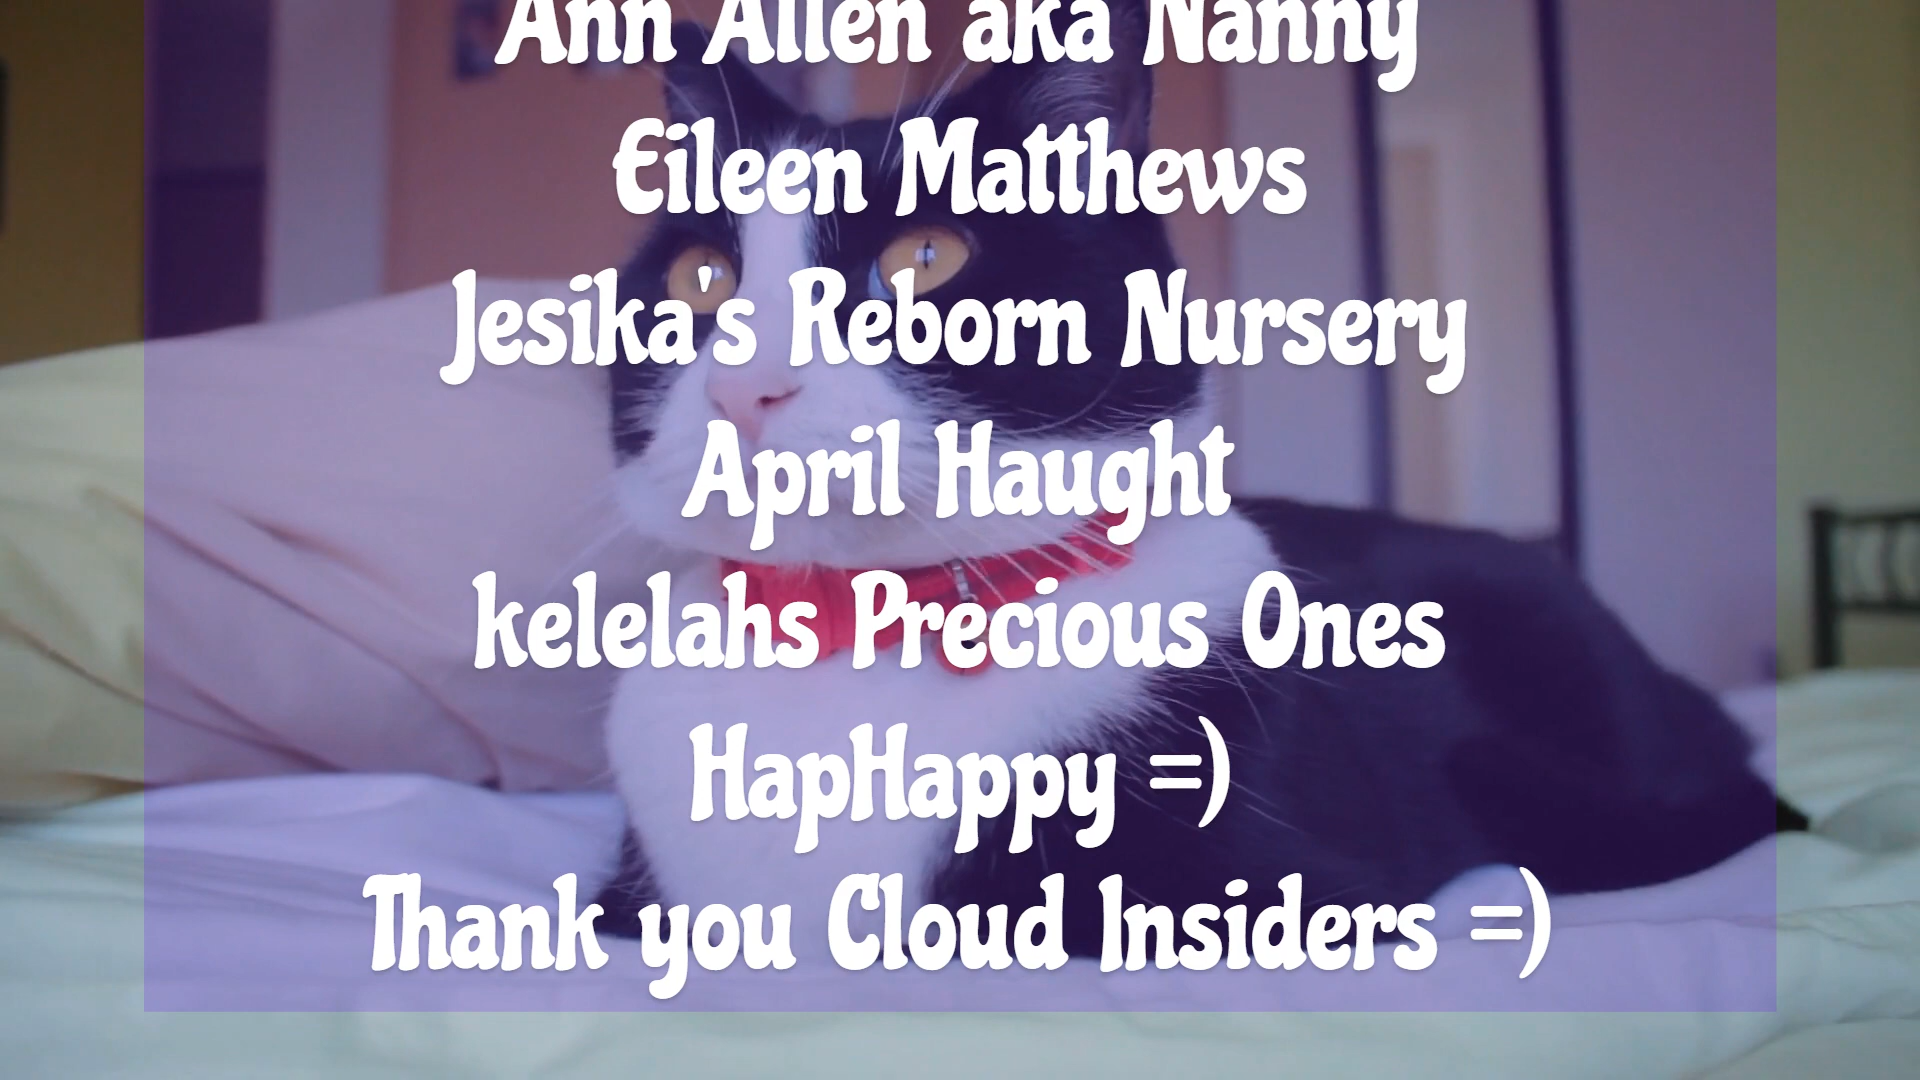 Ann Allen aka Nanny
Eileen Matthews
Jesika's Reborn Nursery
April Haught
kelelahs Precious Ones
HapHappy =)
Thank you Cloud Insiders =)